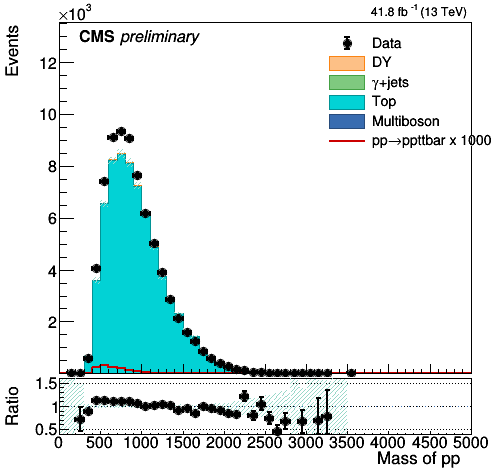 ×10³
41.8 fb⁻¹ (13 TeV)
Events
CMS preliminary
Data
DY
γ+jets
Top
Multiboson
pp→ppttbar x 1000
12
10
8
6
4
2
Ratio
1.5
1
0.5
0 500 1000 1500 2000 2500 3000 3500 4000 4500 5000
Mass of pp